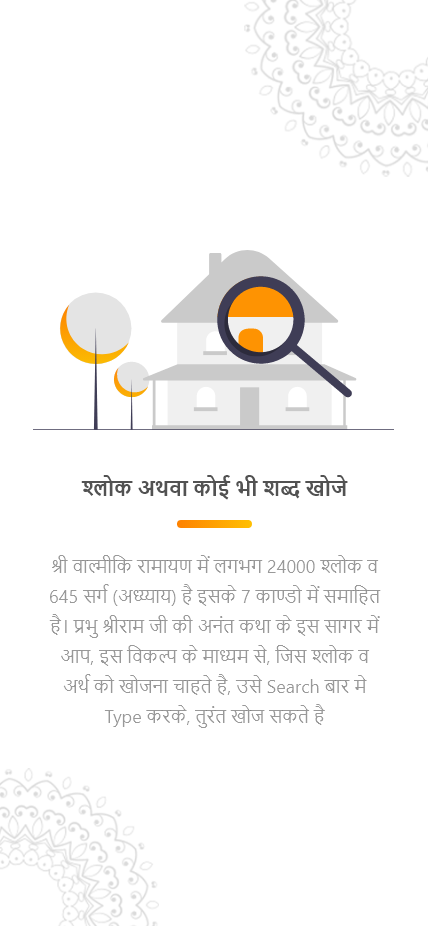 श्लोक अथवा कोई भी शब्द खोजे
श्री वाल्मीकि रामायण में लगभग 24000 श्लोक व
645 सर्ग (अध्याय) है इसके 7 काण्डो में समाहित
है। प्रभु श्रीराम जी की अनंत कथा के इस सागर में
आप, इस विकल्प के माध्यम से, जिस श्लोक व
अर्थ को खोजना चाहते है, उसे Search बार मे
Type करके, तुरंत खोज सकते है